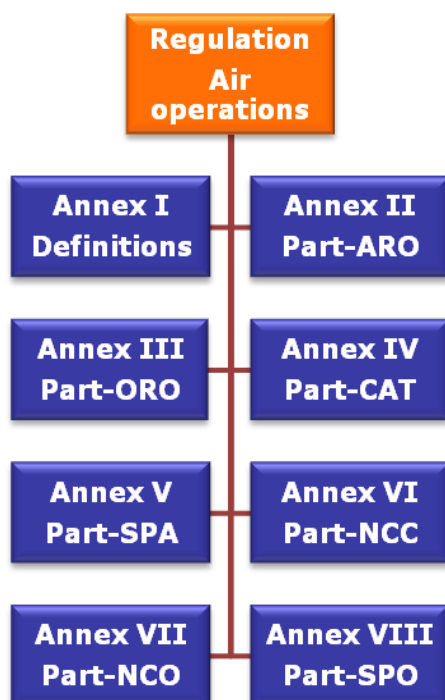 Regulation
Air
operations
Annex I
Definitions
Annex II
Part-ARO
Annex III
Part-ORO
Annex IV
Part-CAT
Annex V
Part-SPA
Annex VI
Part-NCC
Annex VII
Part-NCO
Annex VIII
Part-SPO